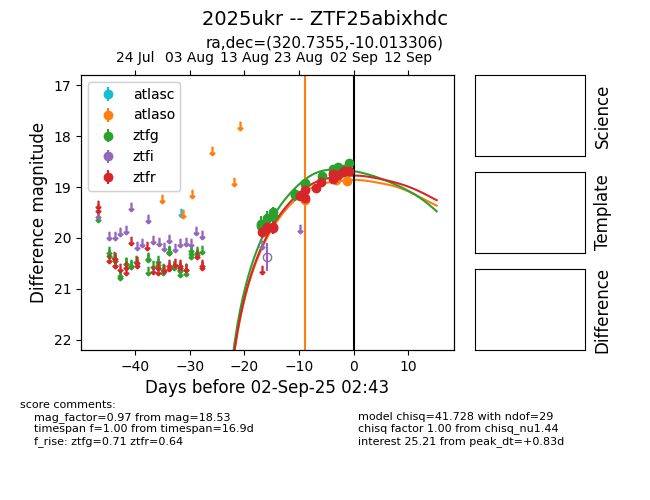 2025ukr -- ZTF25abixhdc
ra,dec=(320.7355,-10.013306)
24 Jul 03 Aug 13 Aug 23 Aug 02 Sep 12 Sep
17
18
19
20
21
22
Difference magnitude
atlasc
atlaso
ztfg
ztfi
ztfr
−40 −30 −20 −10 0 10
Days before 02-Sep-25 02:43
Science
Template
Difference
score comments:
mag_factor=0.97 from mag=18.53
timespan f=1.00 from timespan=16.9d
f_rise: ztfg=0.71 ztfr=0.64
model chisq=41.728 with ndof=29
chisq factor 1.00 from chisq_nu1.44
interest 25.21 from peak_dt=+0.83d